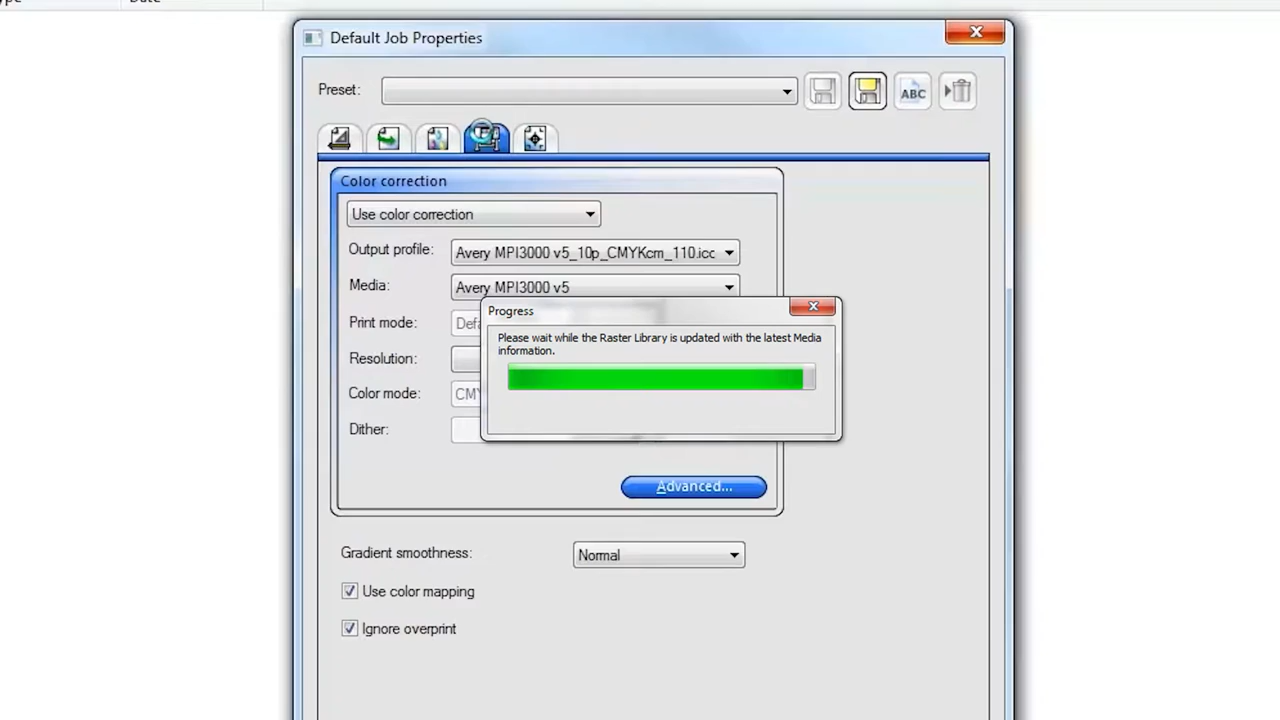 Date
Default Job Properties
Preset:
ABC
Color correction
Use color correction
Output profile:
Avery MPI3000 v5_10p_CMYKcm_110.icc
Media:
Avery MPI3000 v5
Progress
Print mode:
Please wait while the Raster Library is updated with the latest Media
information.
Resolution:
Color mode:
Dither:
Advanced...
Gradient smoothness:
Normal
Use color mapping
Ignore overprint